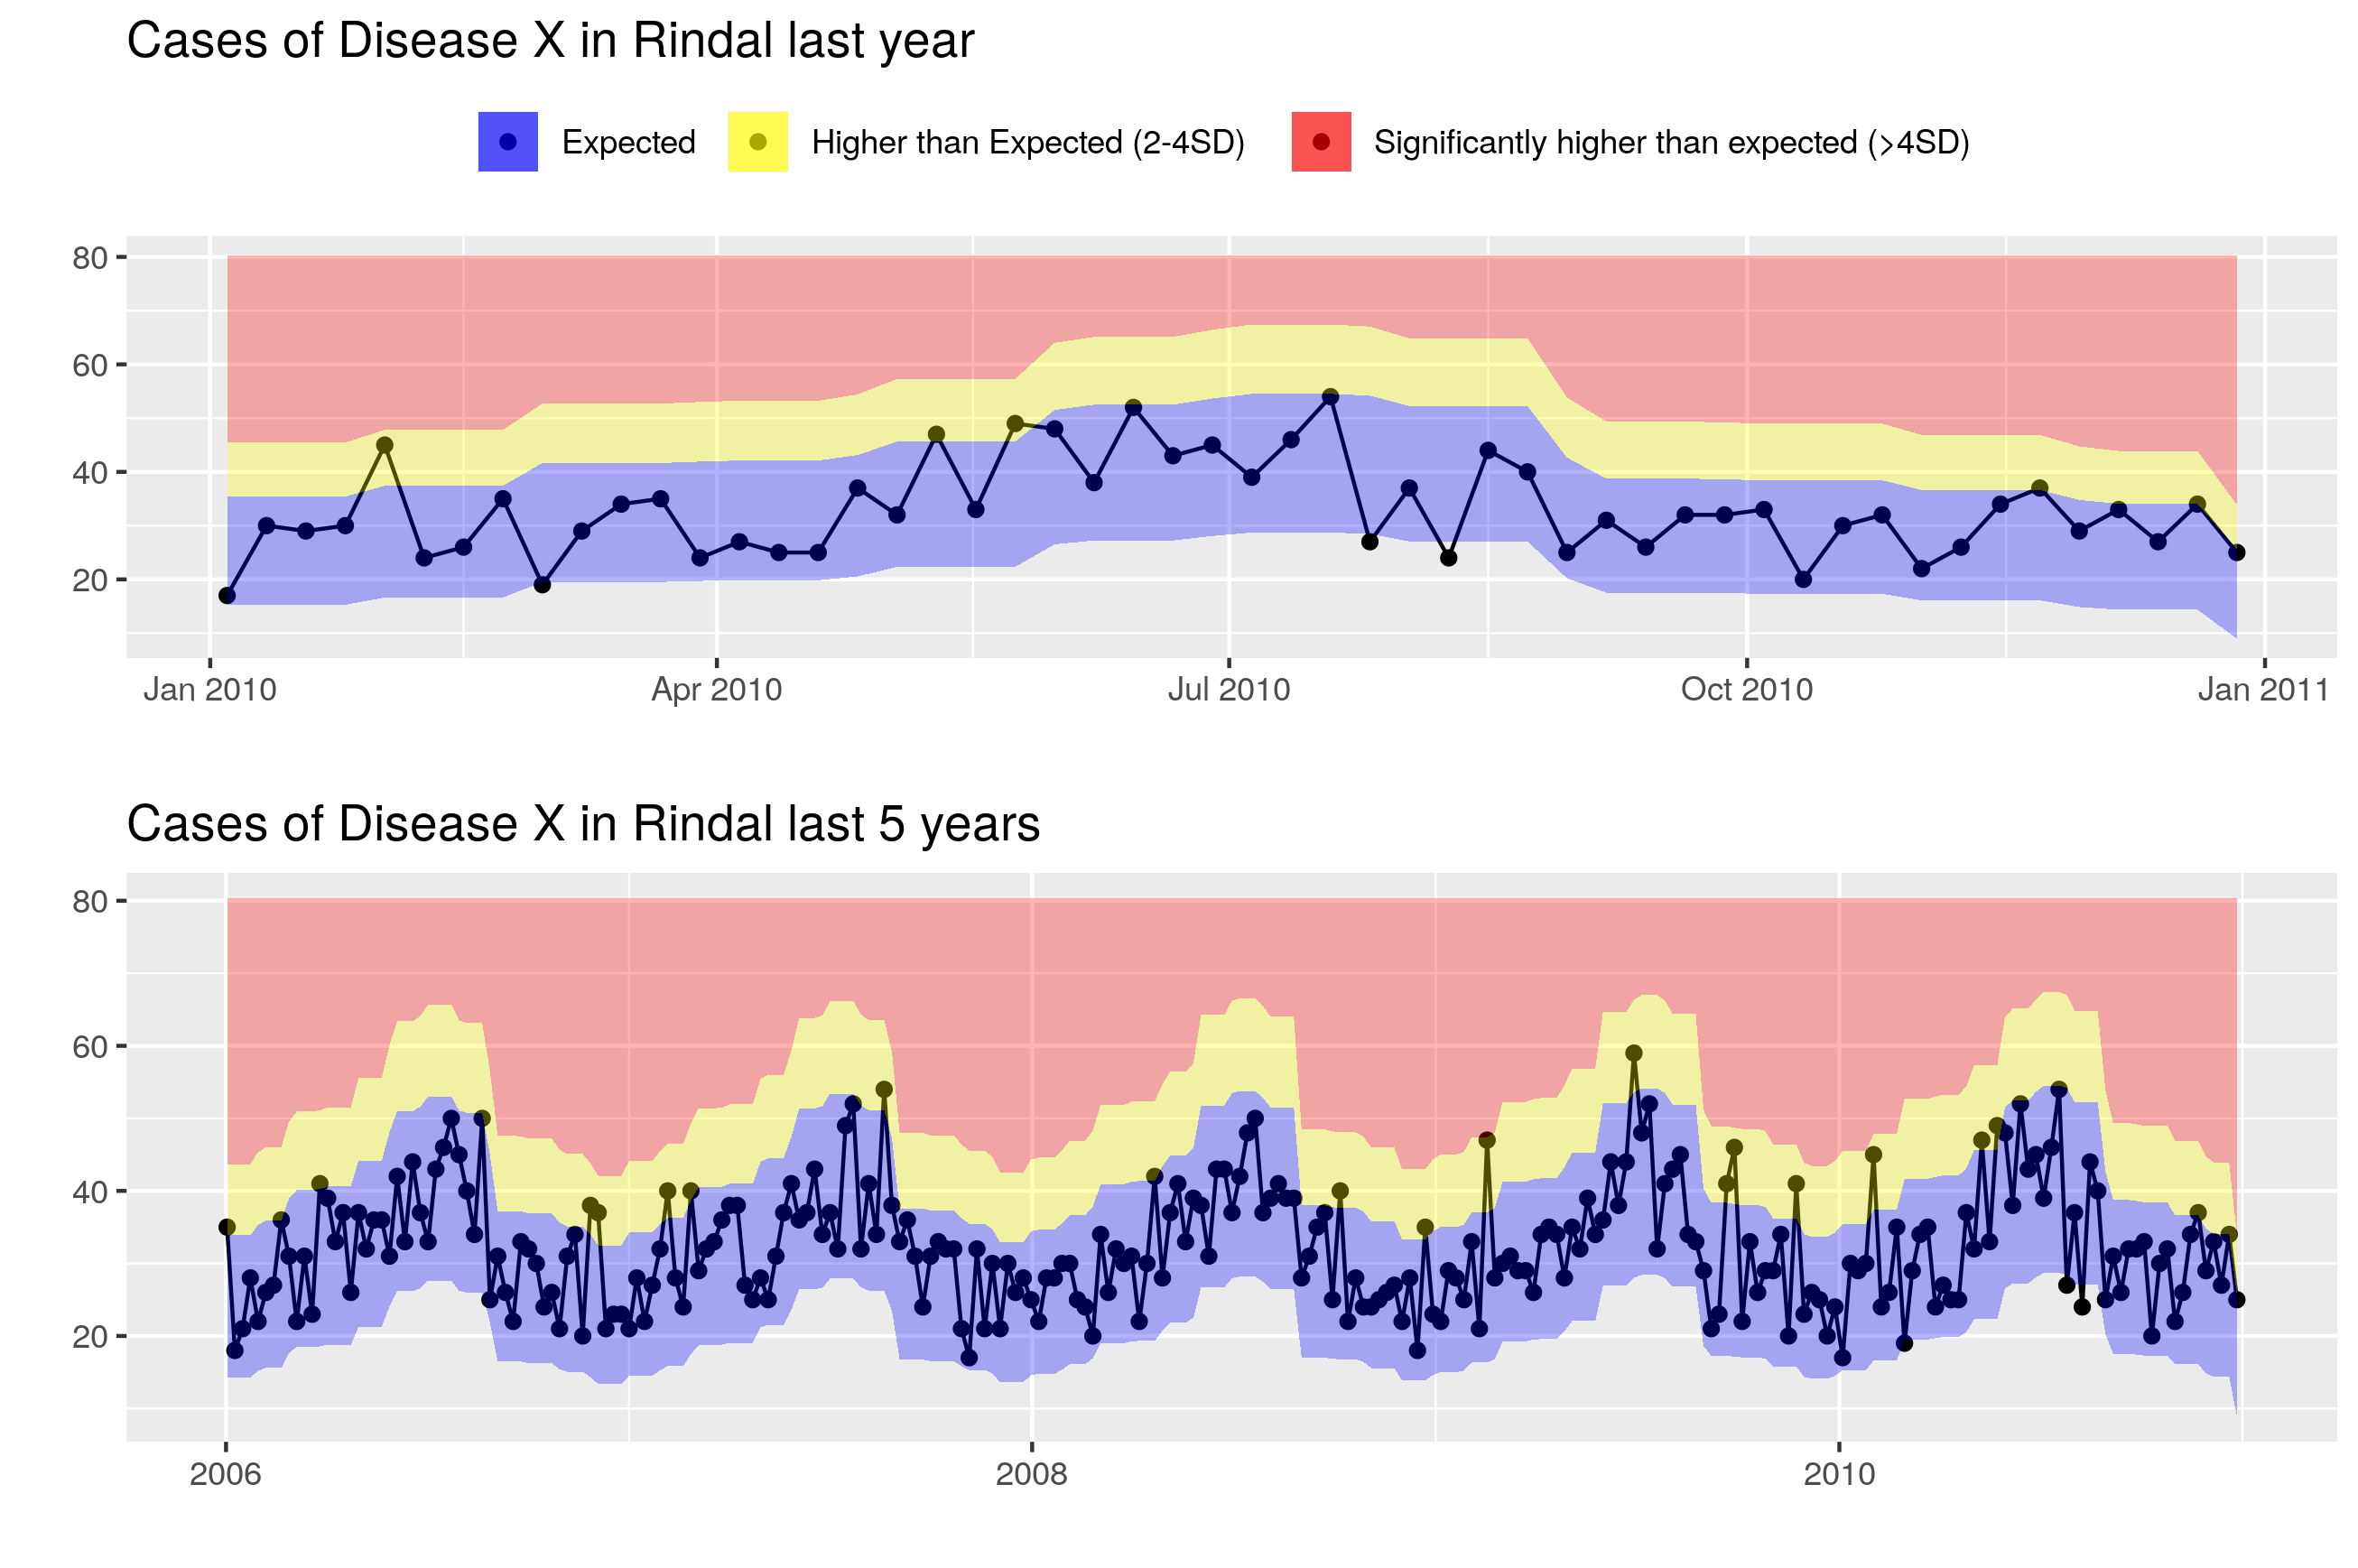 Cases of Disease X in Rindal last year
Expected Higher than Expected (2-4SD) Significantly higher than expected (>4SD)
80
60
40
20
Jan 2010 Apr 2010 Jul 2010 Oct 2010 Jan 2011
Cases of Disease X in Rindal last 5 years
80
60
40
20
2006 2008 2010